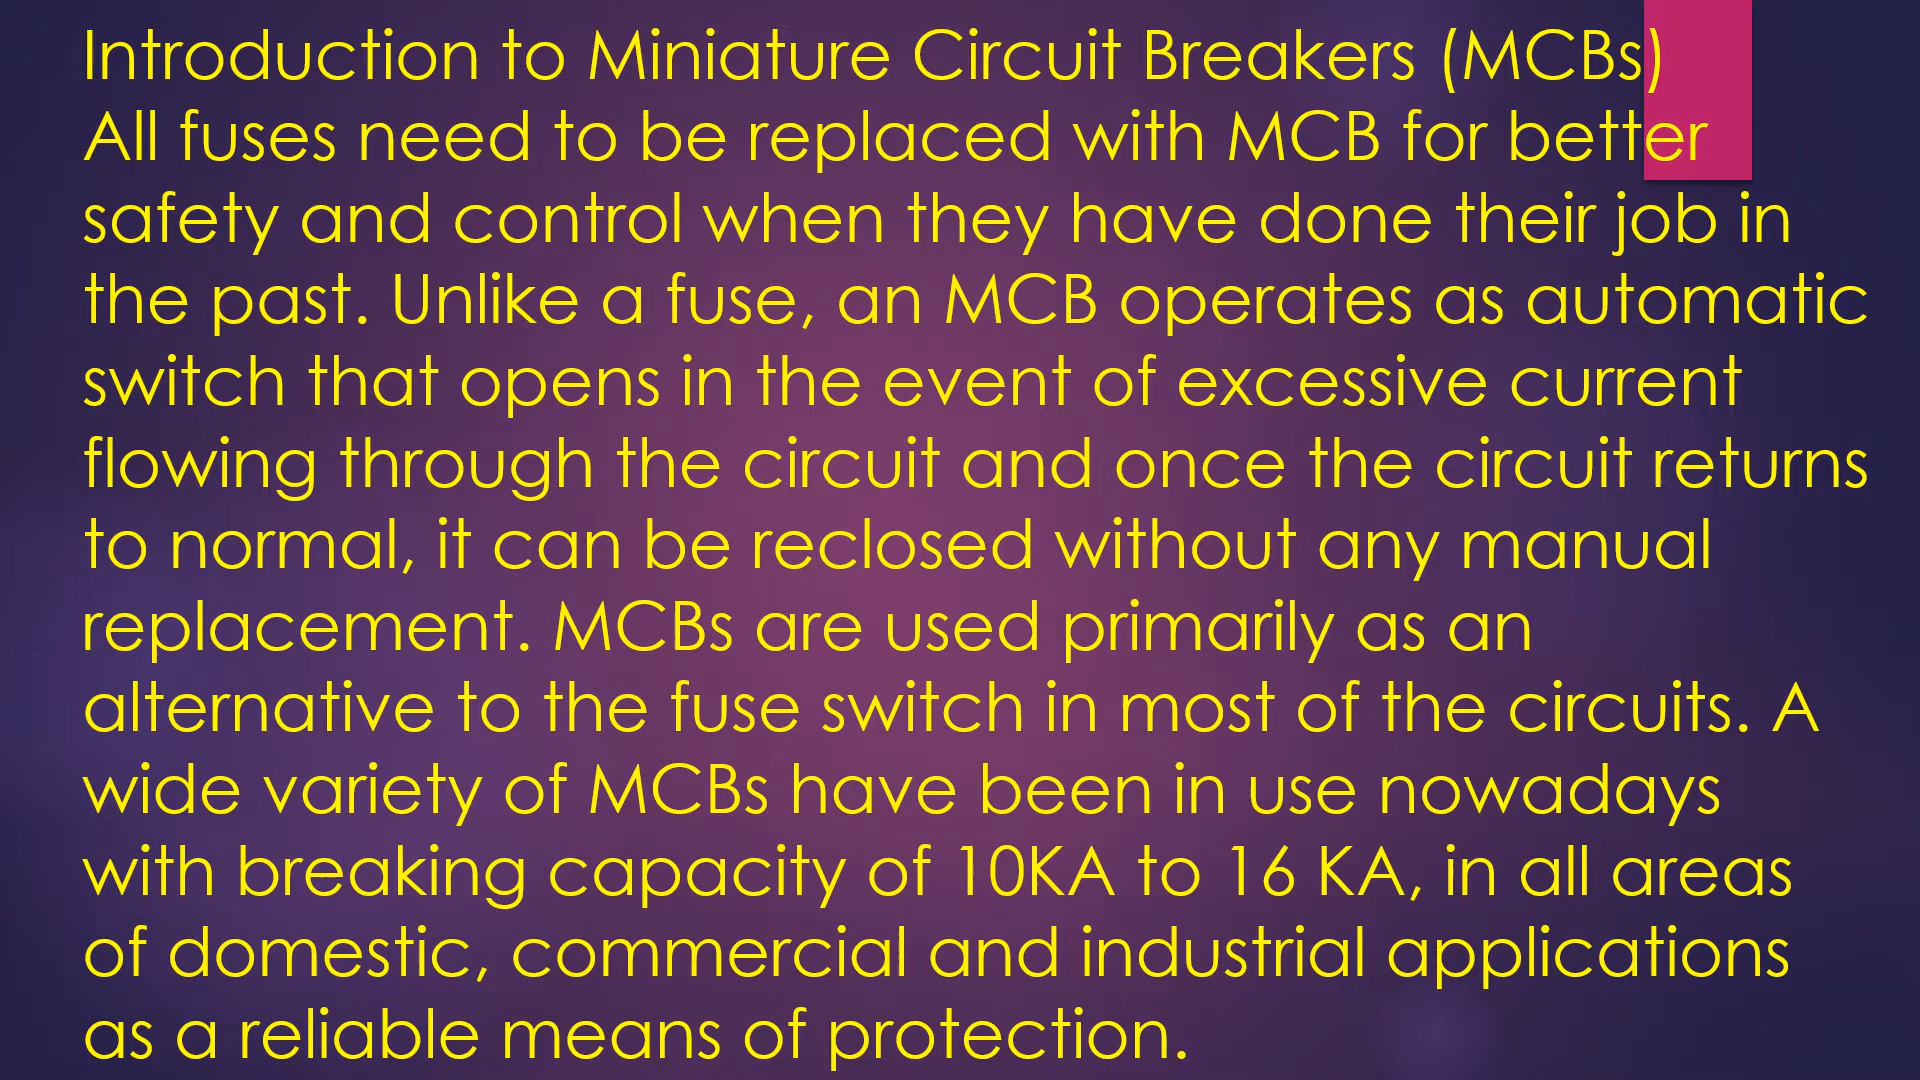 Introduction to Miniature Circuit Breakers (MCBs)
All fuses need to be replaced with MCB for better
safety and control when they have done their job in
the past. Unlike a fuse, an MCB operates as automatic
switch that opens in the event of excessive current
flowing through the circuit and once the circuit returns
to normal, it can be reclosed without any manual
replacement. MCBs are used primarily as an
alternative to the fuse switch in most of the circuits. A
wide variety of MCBs have been in use nowadays
with breaking capacity of 10KA to 16 KA, in all areas
of domestic, commercial and industrial applications
as a reliable means of protection.